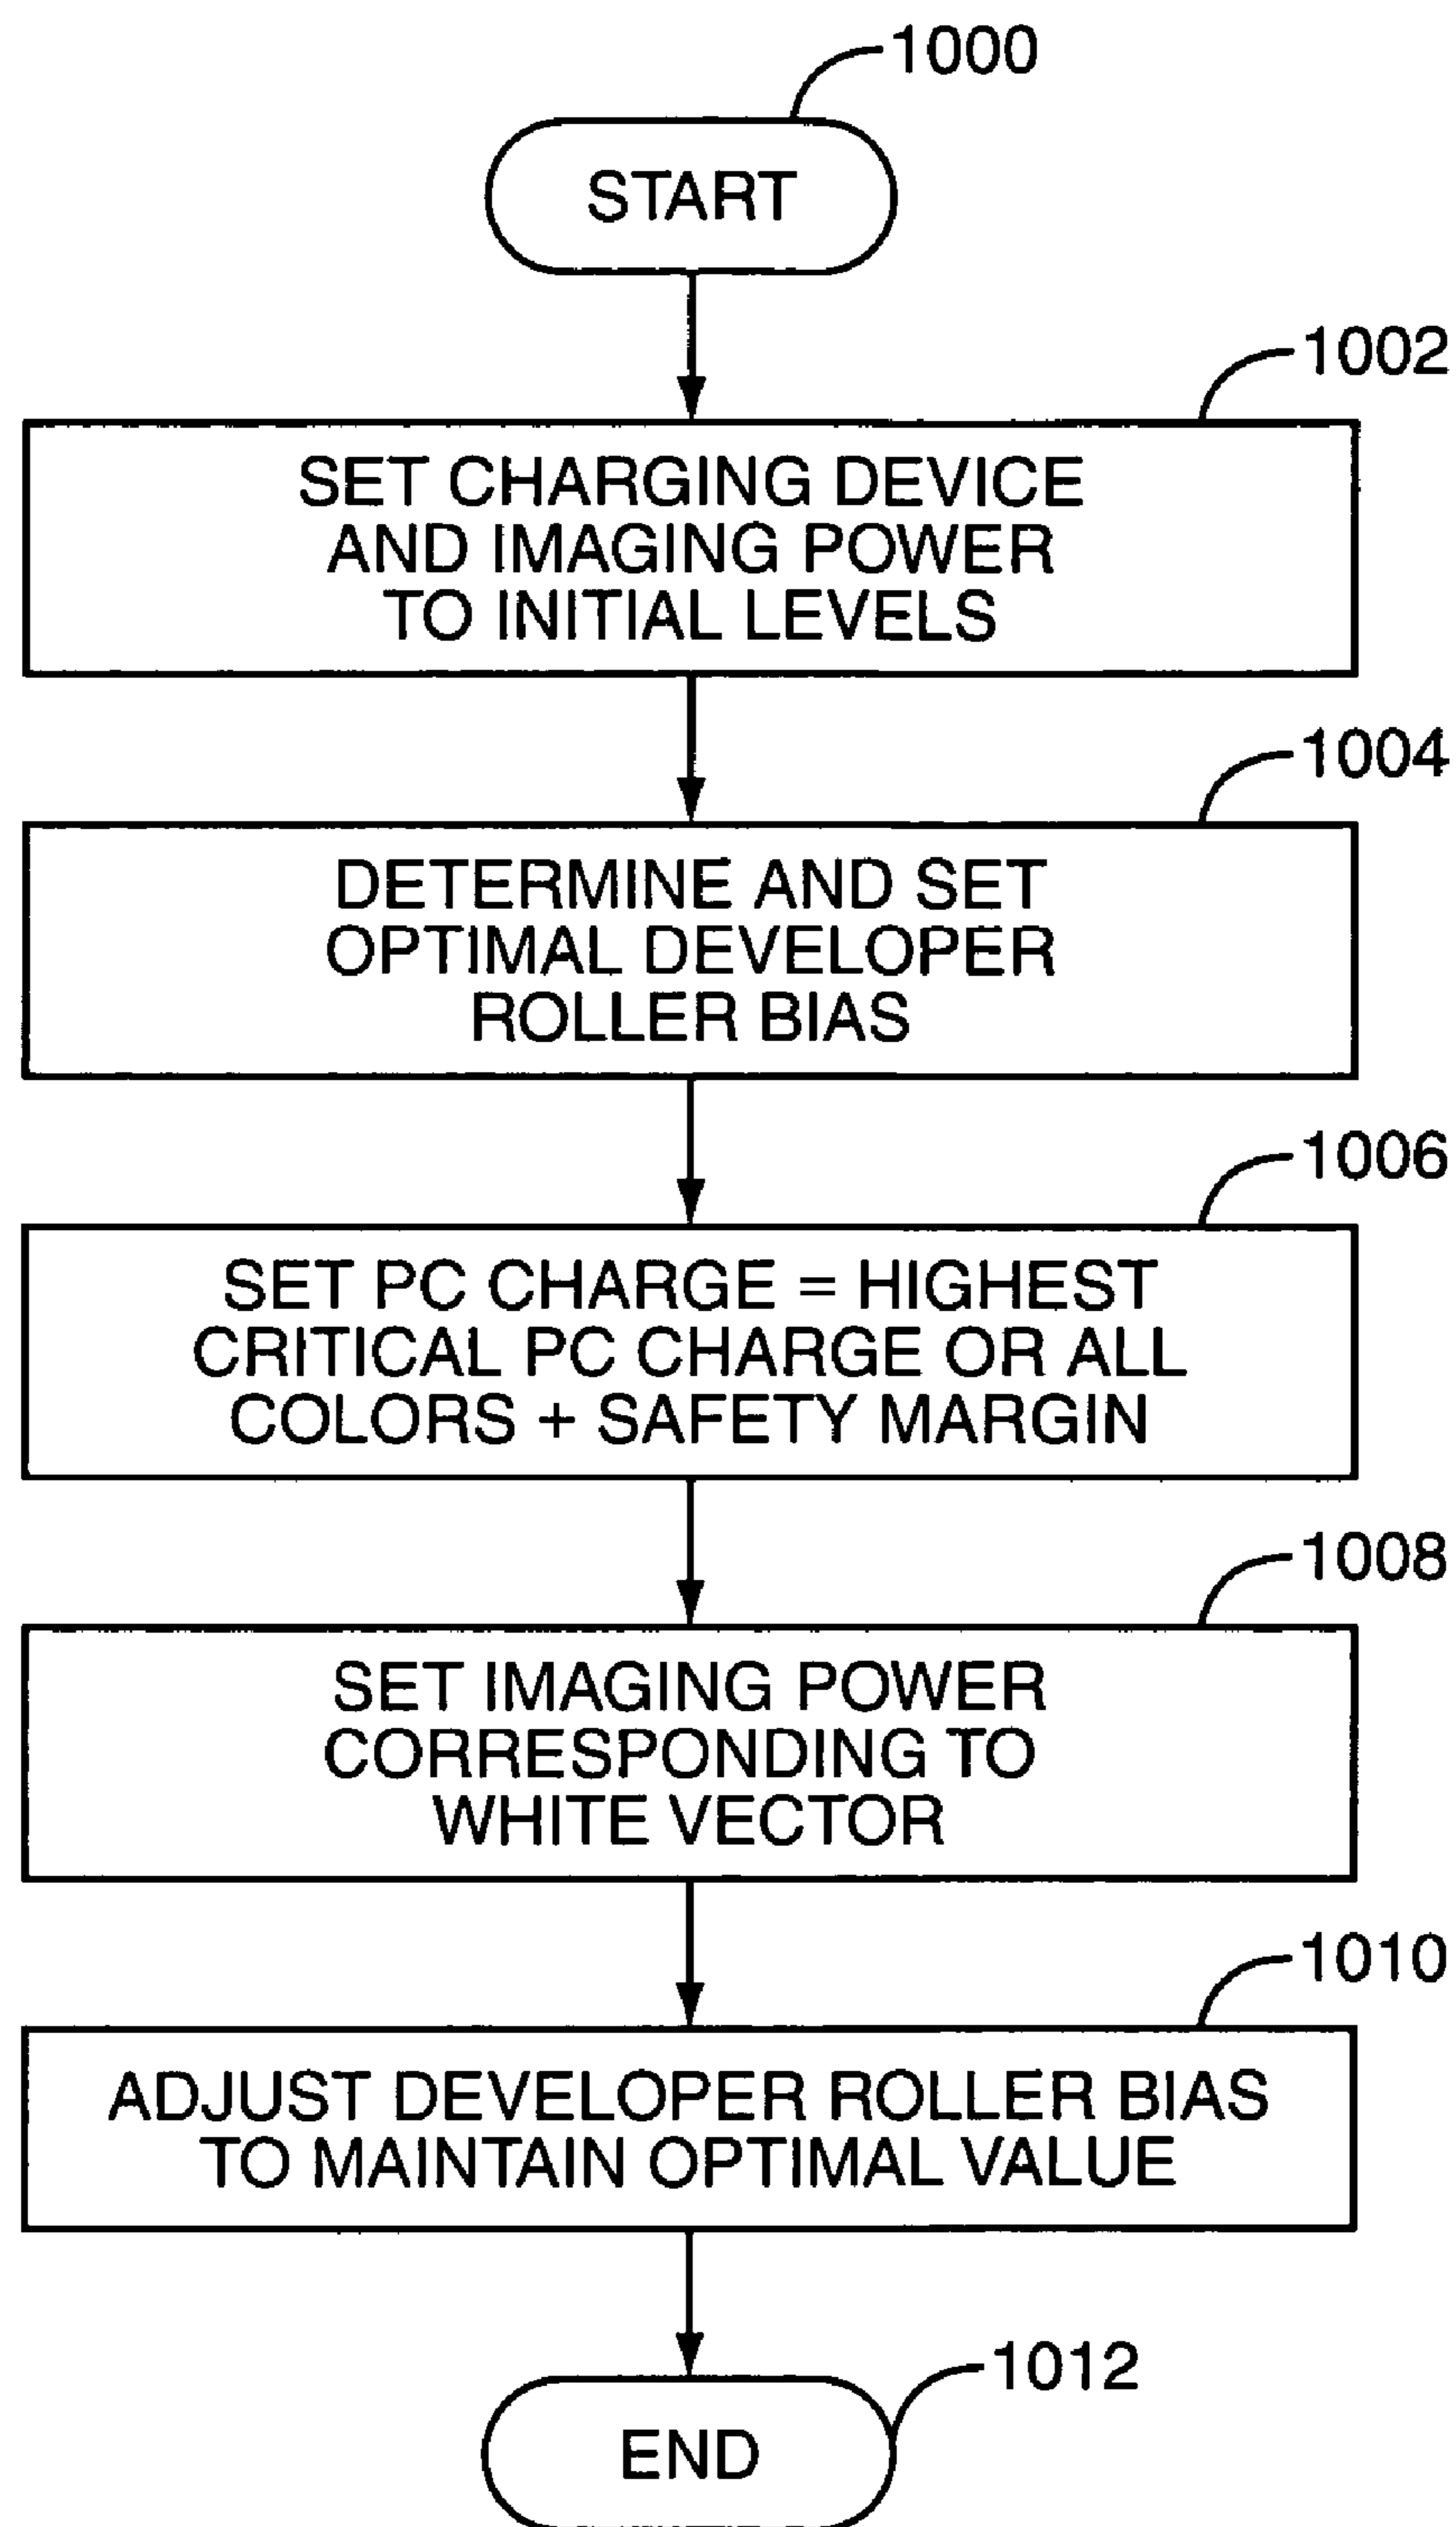 1000
START
1002
SET CHARGING DEVICE
AND IMAGING POWER
TO INITIAL LEVELS
1004
DETERMINE AND SET
OPTIMAL DEVELOPER
ROLLER BIAS
1006
SET PC CHARGE = HIGHEST
CRITICAL PC CHARGE OR ALL
COLORS + SAFETY MARGIN
1008
SET IMAGING POWER
CORRESPONDING TO
WHITE VECTOR
1010
ADJUST DEVELOPER ROLLER BIAS
TO MAINTAIN OPTIMAL VALUE
1012
END